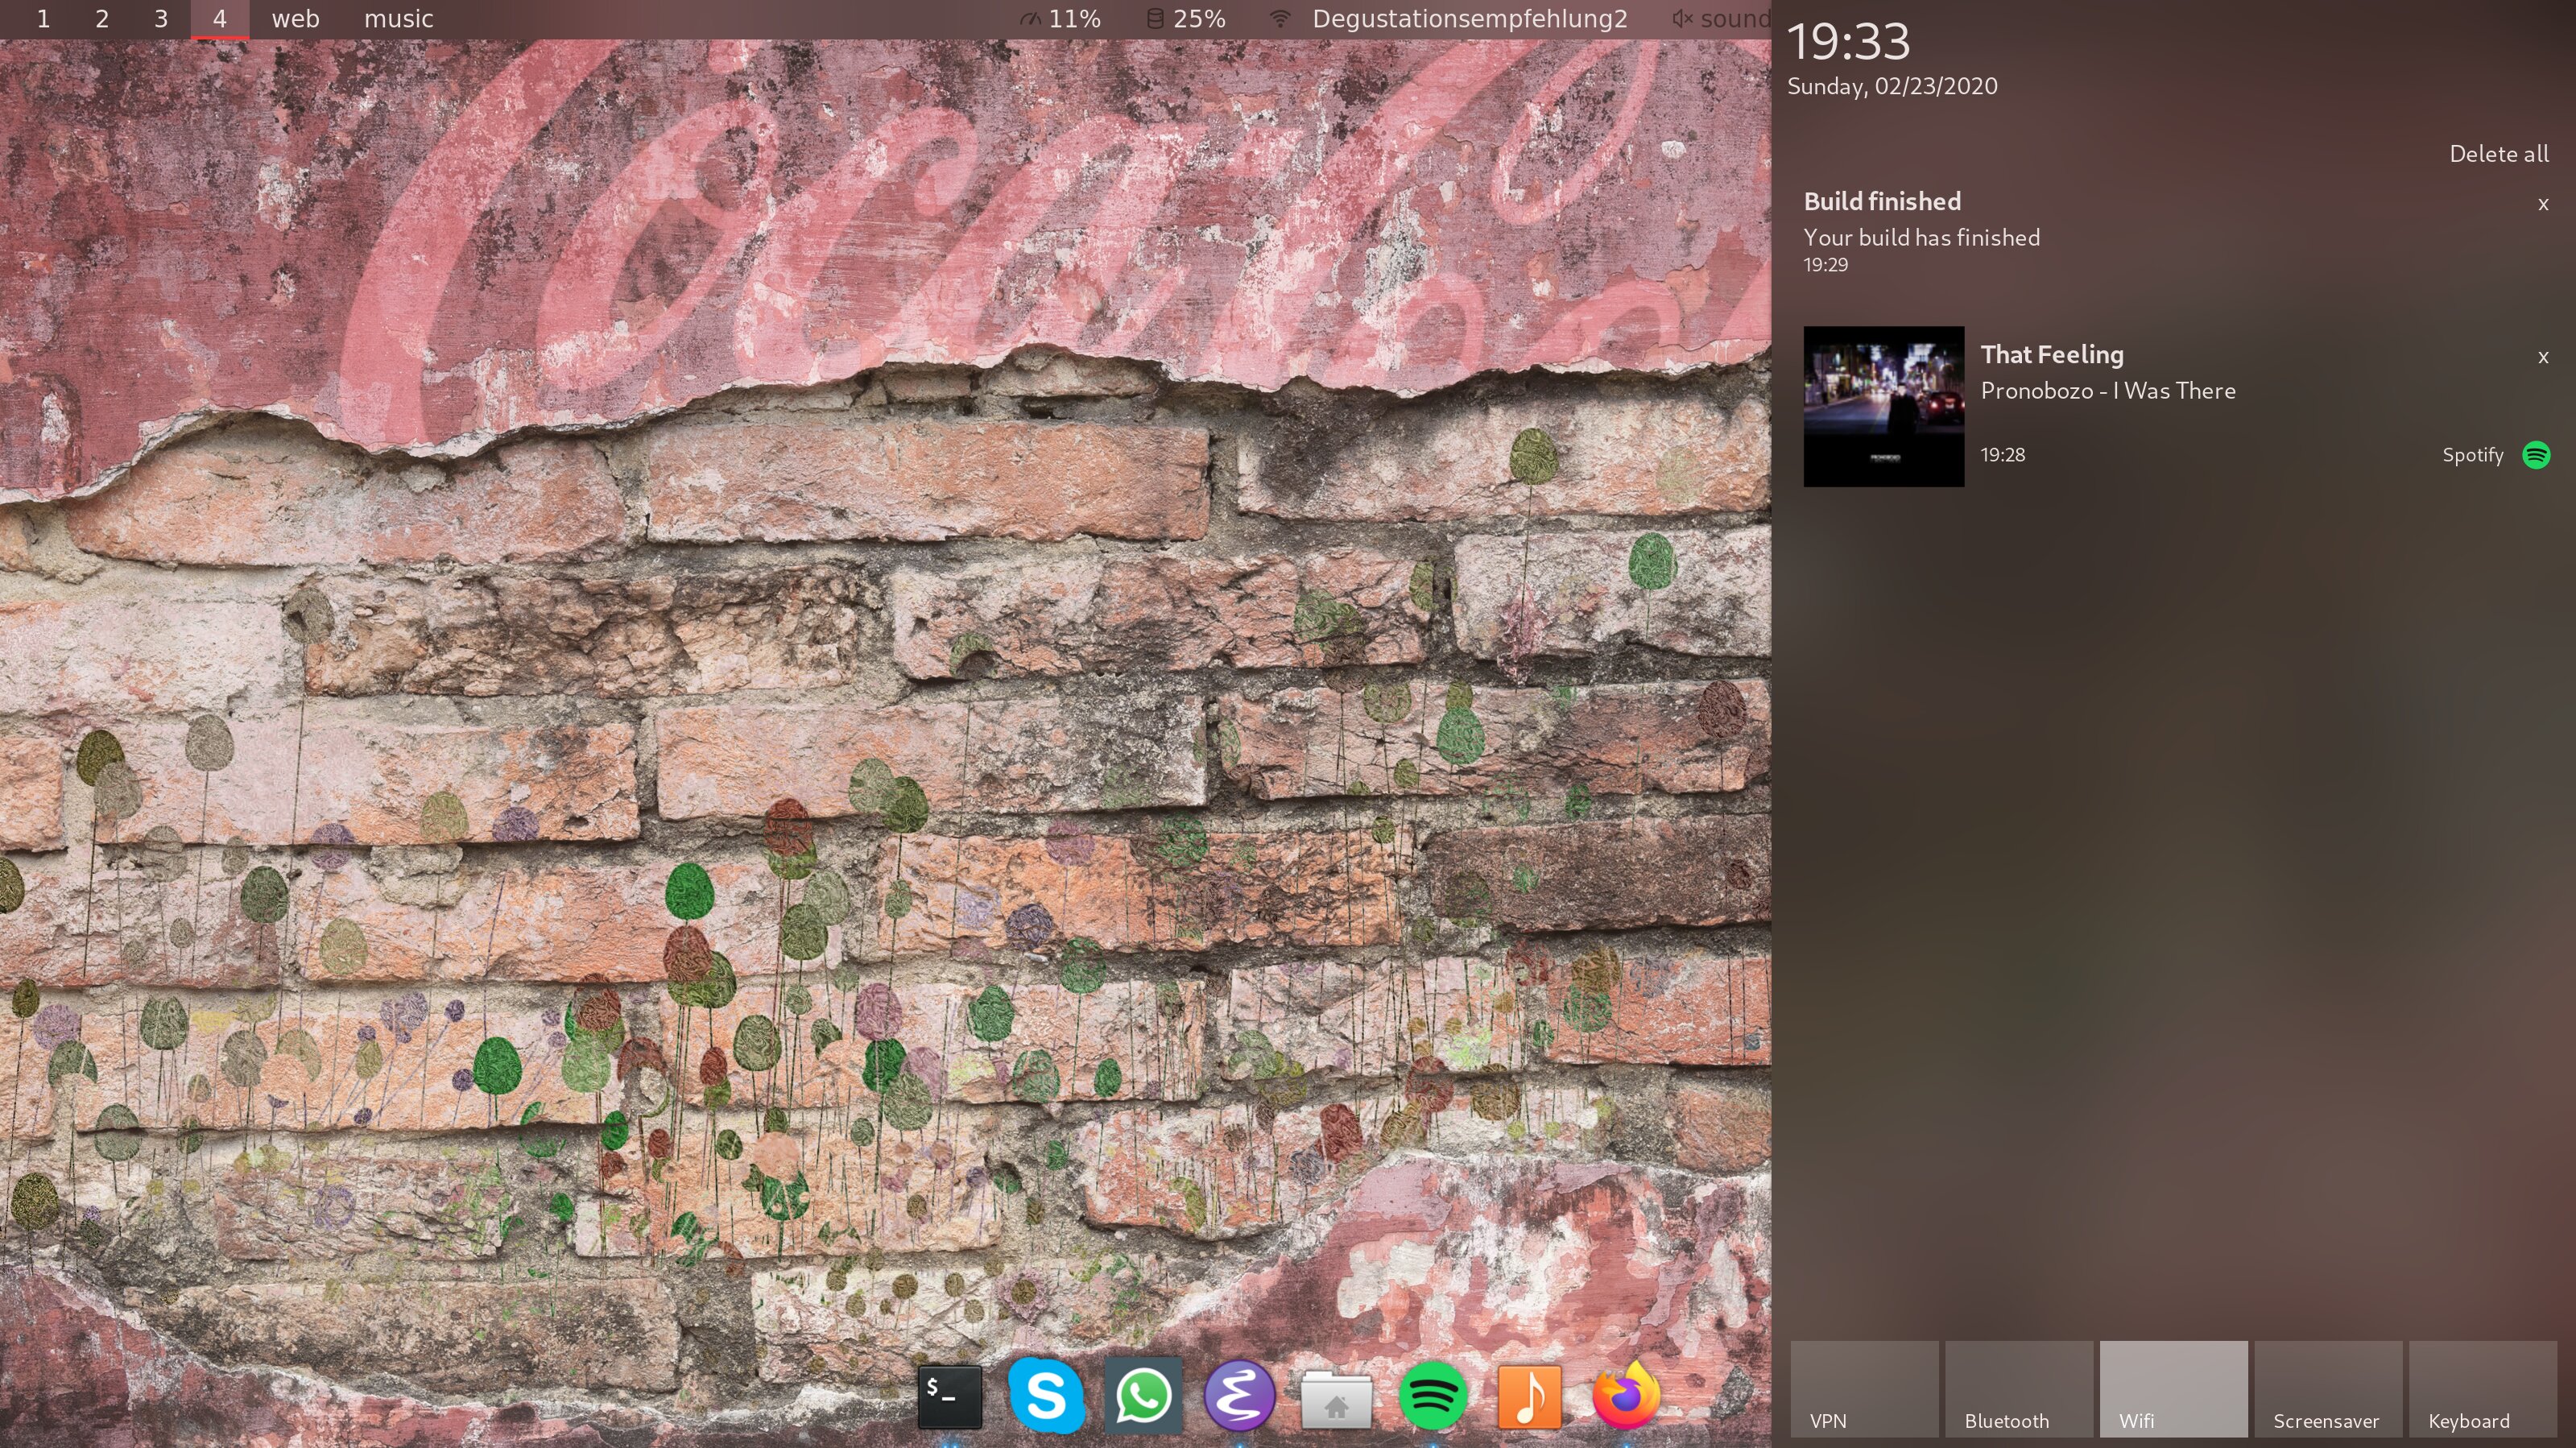 1 2 3 4 web music 11% 25% Degustationsempfehlung2 sound
19:33
Sunday, 02/23/2020
Delete all
Build finished x
Your build has finished
19:29
That Feeling x
Pronobozo - I Was There
19:28 Spotify
$_
VPN Bluetooth Wifi Screensaver Keyboard